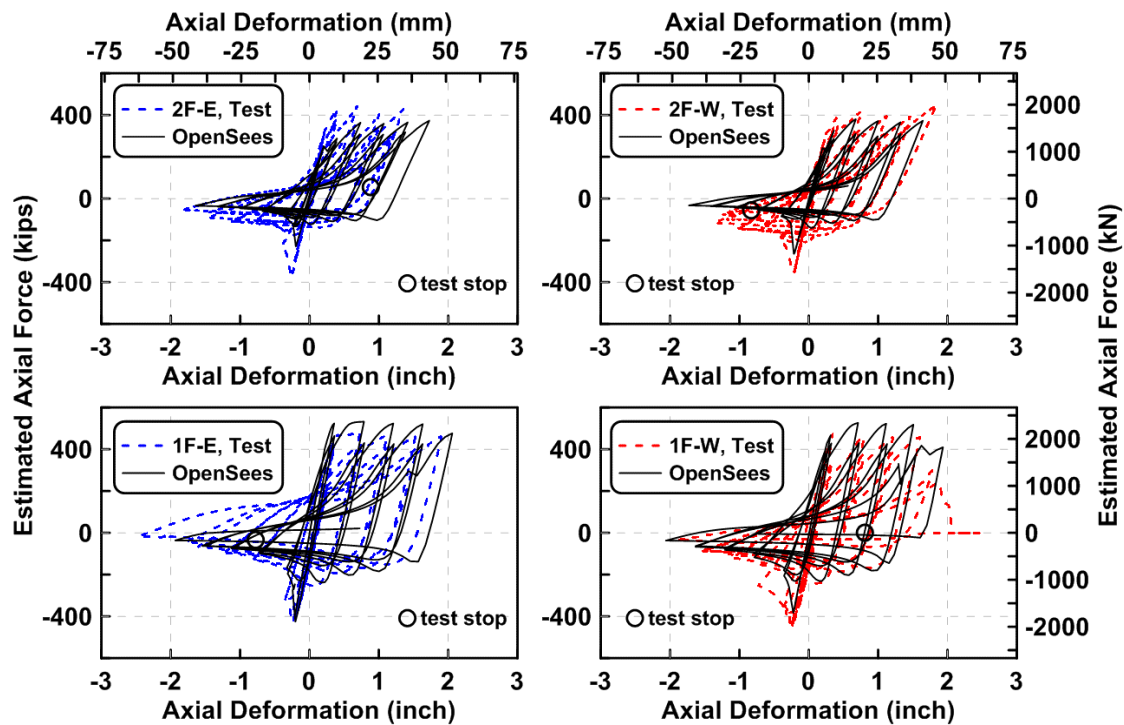 Axial Deformation (mm)
Axial Deformation (mm)
-75 -50 -25 0 25 50 75
-75 -50 -25 0 25 50 75
Estimated Axial Force (kips)
400
0
-400
2F-E, Test
OpenSees
test stop
-3 -2 -1 0 1 2 3
Axial Deformation (inch)
2F-W, Test
OpenSees
test stop
2000
1000
0
-1000
-2000
-3 -2 -1 0 1 2 3
Axial Deformation (inch)
Estimated Axial Force (kN)
400
0
-400
1F-E, Test
OpenSees
test stop
-3 -2 -1 0 1 2 3
Axial Deformation (inch)
1F-W, Test
OpenSees
test stop
2000
1000
0
-1000
-2000
-3 -2 -1 0 1 2 3
Axial Deformation (inch)